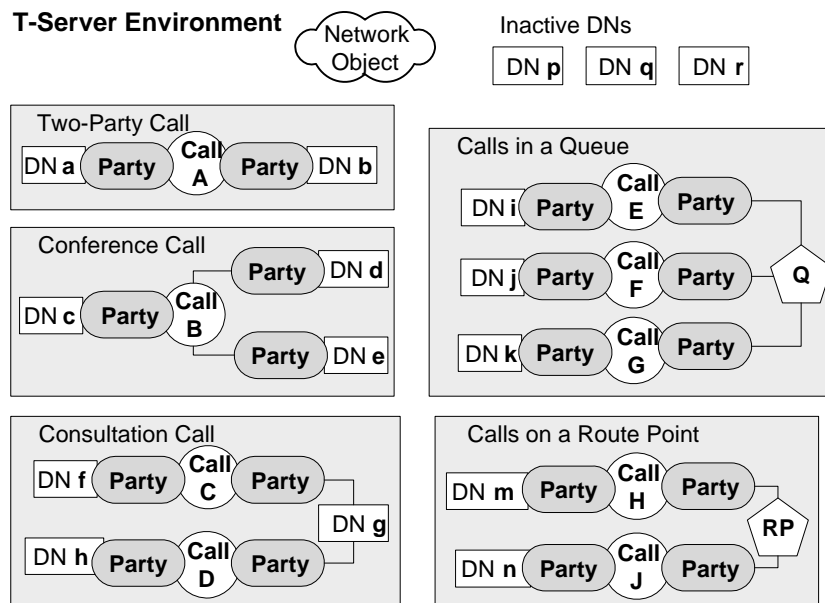 T-Server Environment
Network
Object
Inactive DNs
DN p
DN q
DN r
Two-Party Call
DN a
Party
Call
A
Party
DN b
Conference Call
DN c
Party
Call
B
Party
DN d
Party
DN e
Consultation Call
DN f
Party
Call
C
Party
DN g
DN h
Party
Call
D
Party
Calls in a Queue
DN i
Party
Call
E
Party
DN j
Party
Call
F
Party
Q
DN k
Party
Call
G
Party
Calls on a Route Point
DN m
Party
Call
H
Party
RP
DN n
Party
Call
J
Party